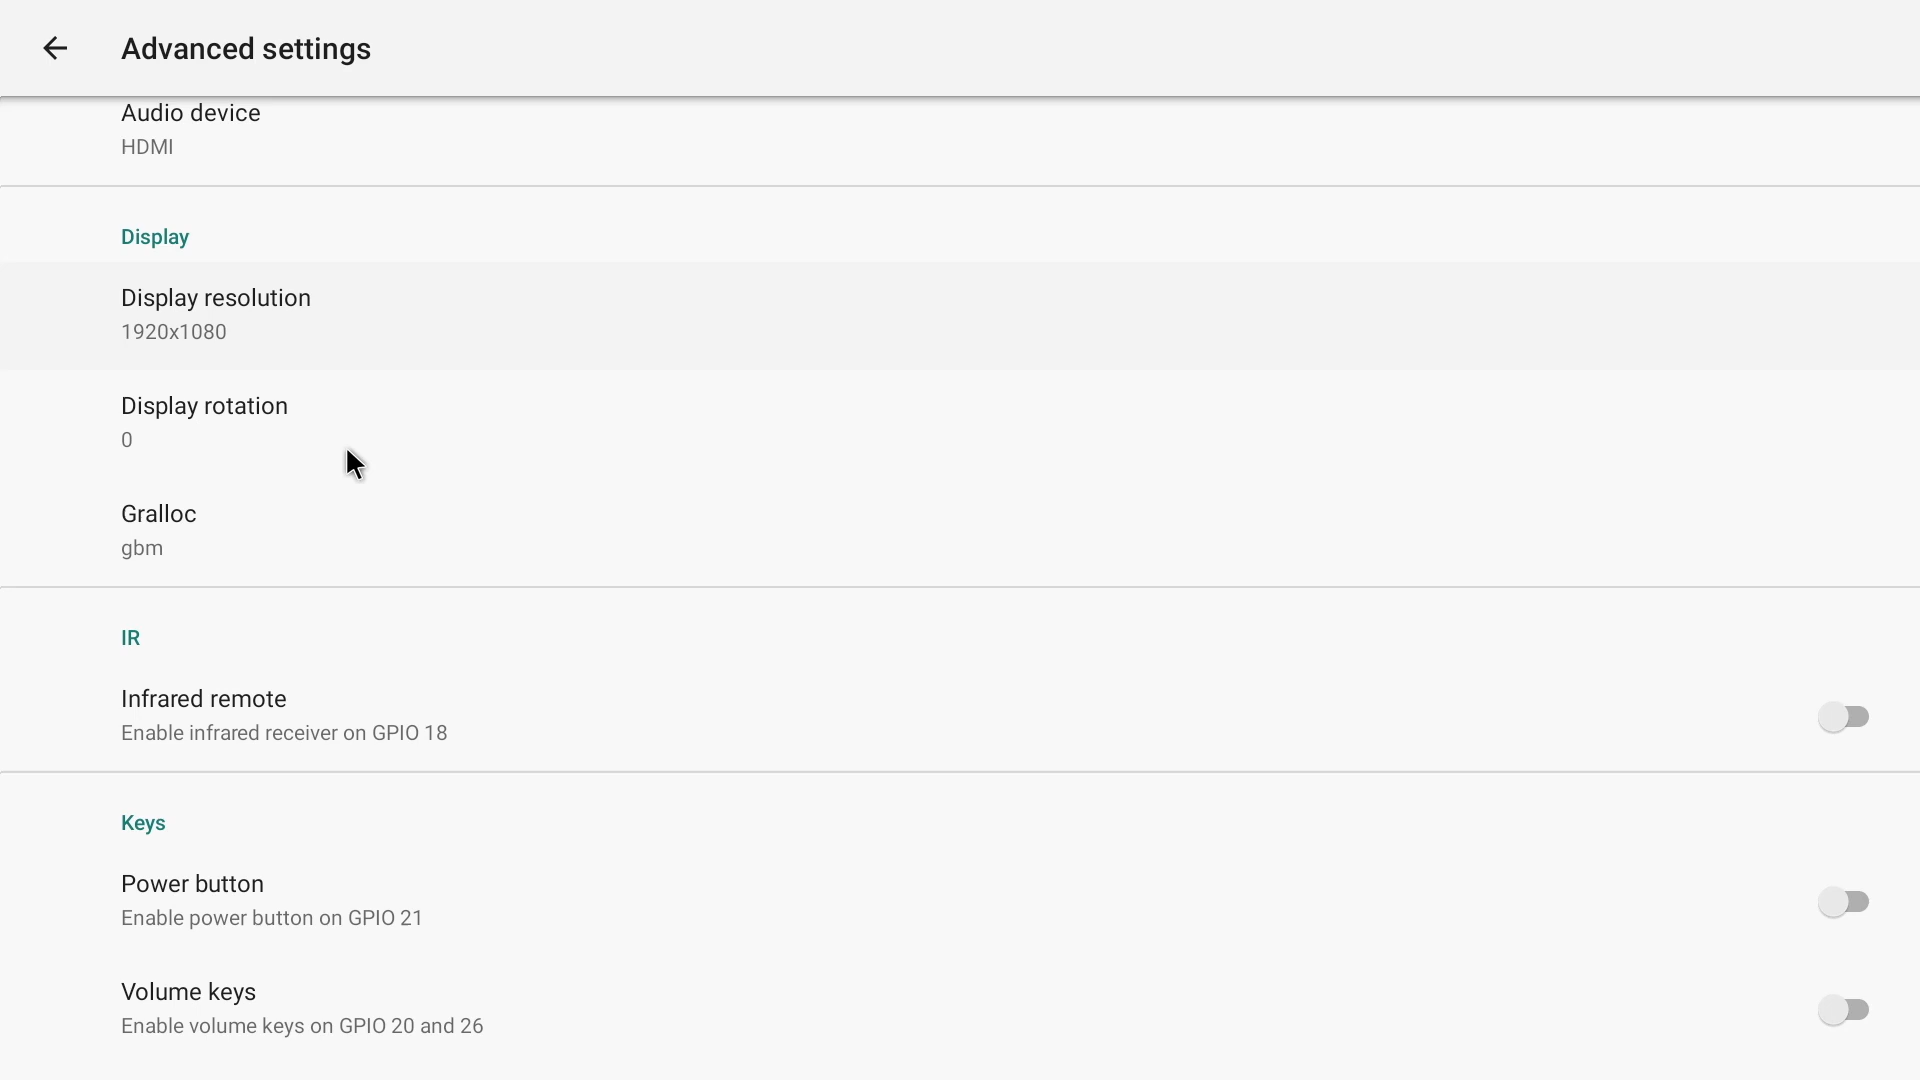 Advanced settings
Audio device
HDMI
Display
Display resolution
1920x1080
Display rotation
0
Gralloc
gbm
IR
Infrared remote
Enable infrared receiver on GPIO 18
Keys
Power button
Enable power button on GPIO 21
Volume keys
Enable volume keys on GPIO 20 and 26